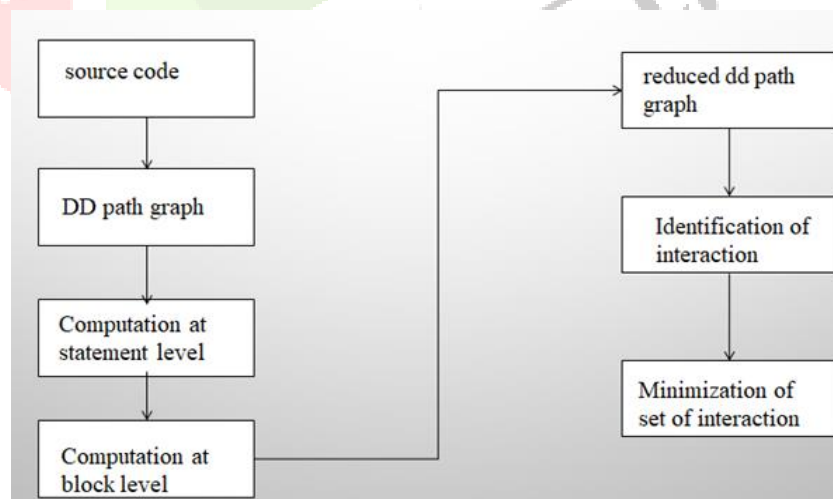 source code
DD path graph
Computation at
statement level
Computation at
block level
reduced dd path
graph
Identification of
interaction
Minimization of
set of interaction